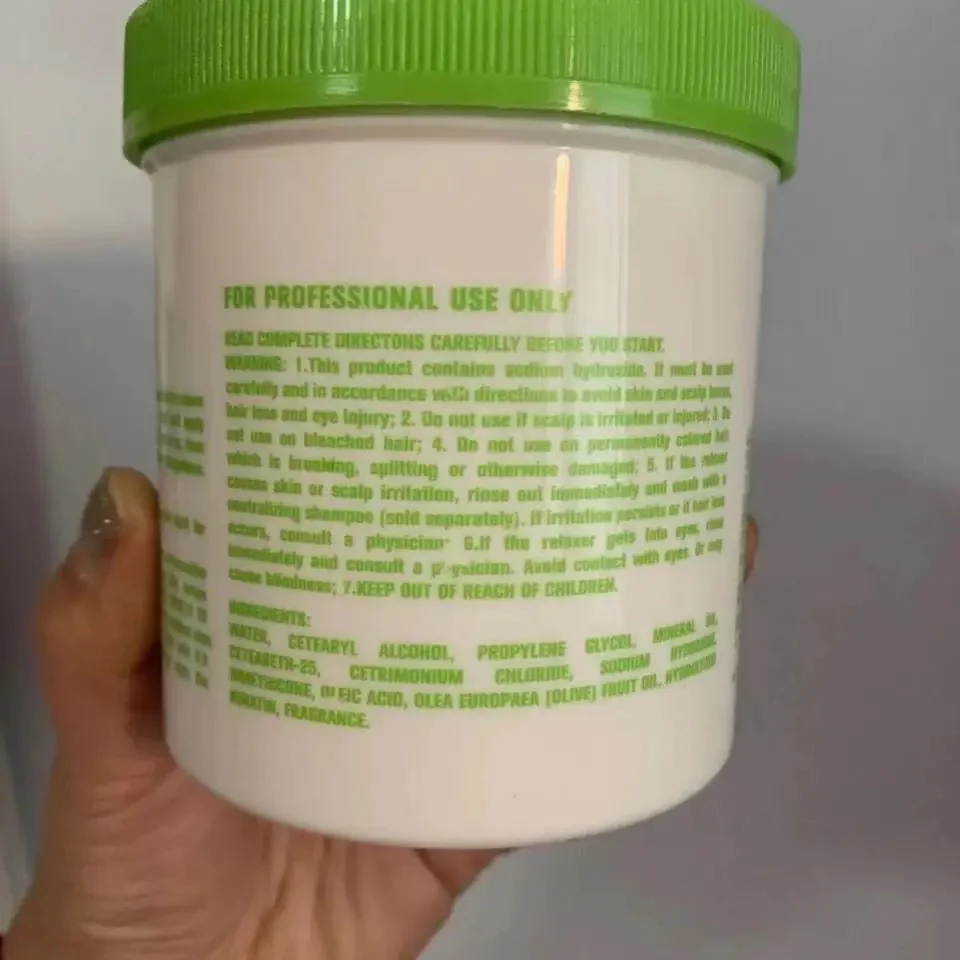 FOR PROFESSIONAL USE ONLY
READ COMPLETE DIRECTONS CAREFULLY BEFORE YOU START.
WARNING: 1.This product contains sodium hydroxide. It must be used
carefully and in accordance with directions to avoid skin and scalp burns,
hair loss and eye injury; 2. Do not use if scalp is irritated or injured; 3. Do
not use on bleached hair; 4. Do not use on permanently colored hair
which is breaking, splitting or otherwise damaged; 5. If the relaxer
causes skin or scalp irritation, rinse out immediately and wash with a
neutralizing shampoo (sold separately). If irritation persists or if hair loss
occurs, consult a physician 6.If the relaxer gets into eyes, rinse
immediately and consult a physician. Avoid contact with eyes. Or may
cause blindness; 7.KEEP OUT OF REACH OF CHILDREN.
INGREDIENTS:
WATER, CETEARYL ALCOHOL, PROPYLENE GLYCOL, MINERAL OIL,
CETEARETH-25, CETRIMONIUM CHLORIDE, SODIUM HYDROXIDE,
DIMETHICONE, OLEIC ACID, OLEA EUROPAEA (OLIVE) FRUIT OIL, HYDROLYZED
KERATIN, FRAGRANCE.